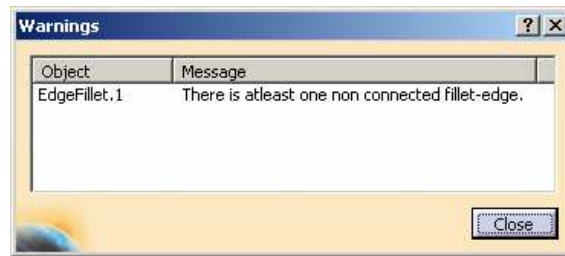 Warnings
Object Message
EdgeFillet.1 There is atleast one non connected fillet-edge.
Close